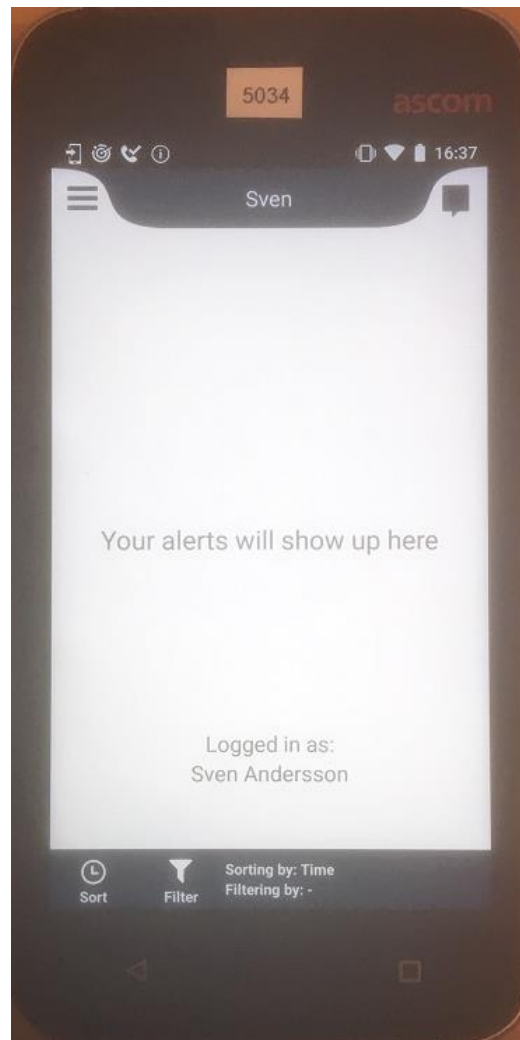 5034
ascom
16:37
Sven
Your alerts will show up here
Logged in as:
Sven Andersson
Sort
Filter
Sorting by: Time
Filtering by: -